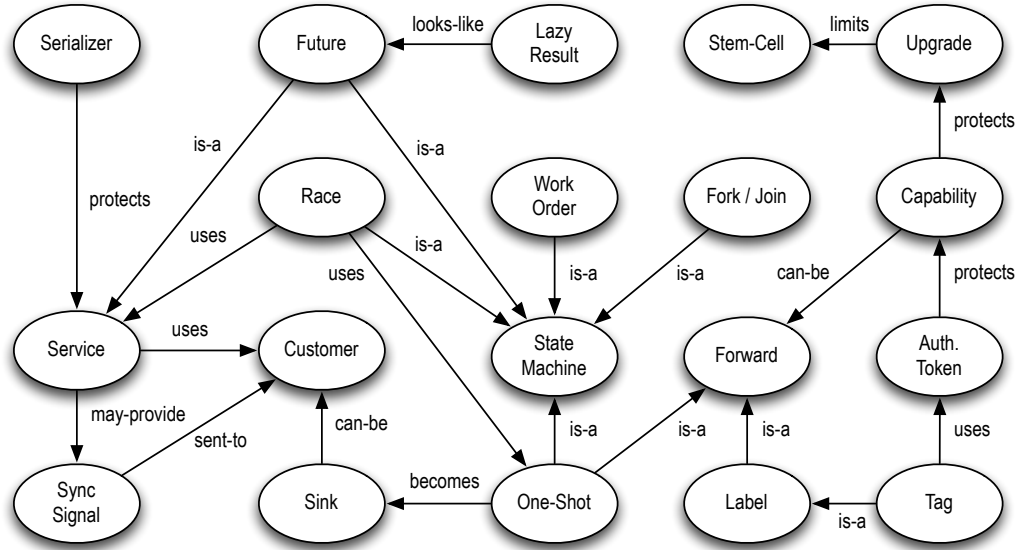 Serializer
Future
looks-like
Lazy
Result
Stem-Cell
limits
Upgrade
is-a
is-a
protects
protects
Race
Work
Order
Fork / Join
Capability
uses
is-a
uses
is-a
is-a
can-be
protects
Service
uses
Customer
State
Machine
Forward
Auth.
Token
may-provide
sent-to
can-be
is-a
is-a
is-a
uses
Sync
Signal
Sink
becomes
One-Shot
Label
is-a
Tag